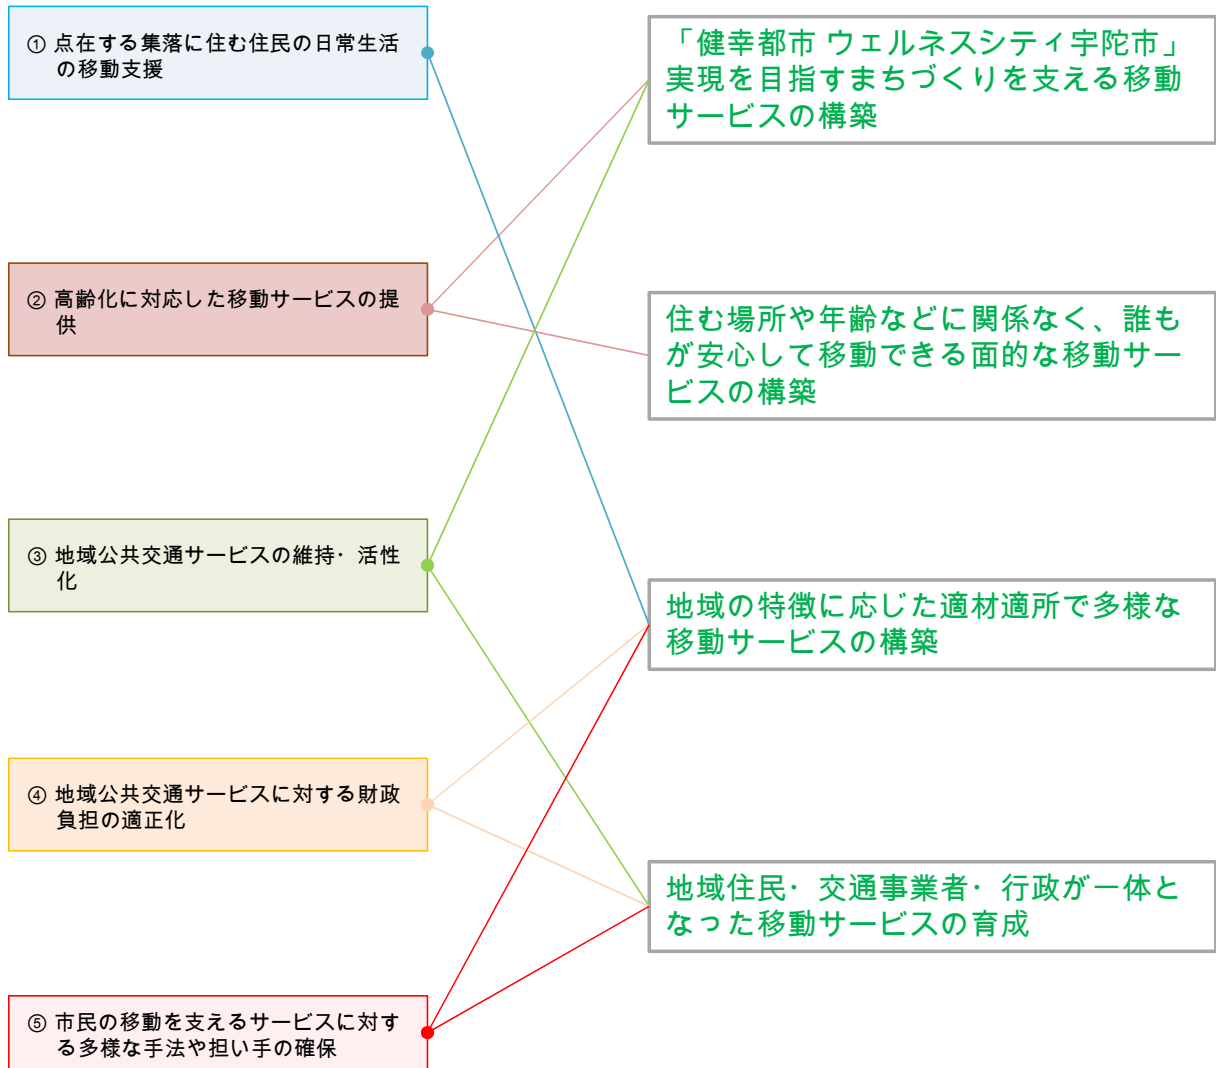 ① 点在する集落に住む住民の日常生活
の移動支援
② 高齢化に対応した移動サービスの提
供
③ 地域公共交通サービスの維持・活性
化
④ 地域公共交通サービスに対する財政
負担の適正化
⑤ 市民の移動を支えるサービスに対す
る多様な手法や担い手の確保
「健幸都市 ウェルネスシティ宇陀市」
実現を目指すまちづくりを支える移動
サービスの構築
住む場所や年齢などに関係なく、誰も
が安心して移動できる面的な移動サー
ビスの構築
地域の特徴に応じた適材適所で多様な
移動サービスの構築
地域住民・交通事業者・行政が一体と
なった移動サービスの育成